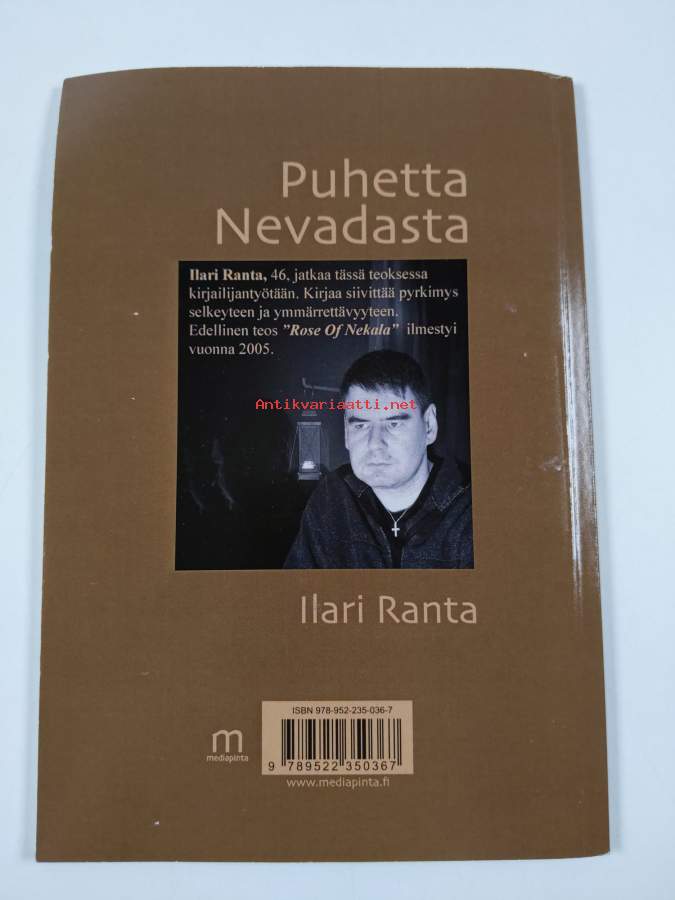 Puhetta
Nevadasta
Ilari Ranta, 46, jatkaa tässä teoksessa
kirjailijantyötään. Kirjaa siivittää pyrkimys
selkeyteen ja ymmärrettävyyteen.
Edellinen teos ”Rose Of Nekala” ilmestyi
vuonna 2005.
Antikvariaatti.net
Ilari Ranta
ISBN 978-952-235-036-7
m
mediapinta
9 789522 350367
www.mediapinta.fi